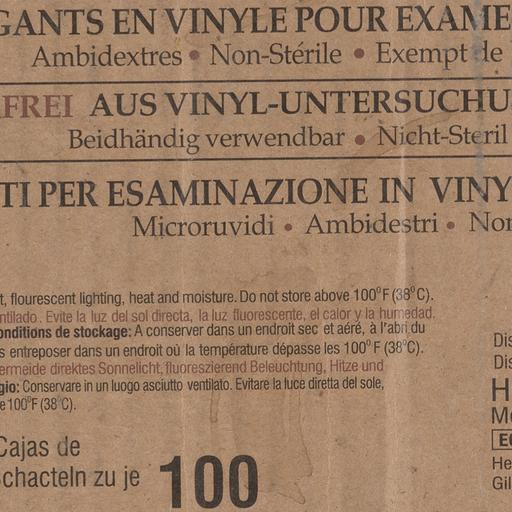 GANTS EN VINYLE POUR EXAME
Ambidextres • Non-Stérile • Exempt de
FREI AUS VINYL-UNTERSUCHU
Beidhändig verwendbar • Nicht-Steril
TI PER ESAMINAZIONE IN VINY
Microruvidi • Ambidestri • Non
t, flourescent lighting, heat and moisture. Do not store above 100°F (38°C).
ntilado. Evite la luz del sol directa, la luz fluorescente, el calor y la humedad.
onditions de stockage: A conserver dans un endroit sec et aéré, à l'abri du
s entreposer dans un endroit où la température dépasse les 100°F (38°C).
ermeide direktes Sonnelicht, fluoreszierend Beleuchtung, Hitze und
gio: Conservare in un luogo asciutto ventilato. Evitare la luce diretta del sole,
e 100°F (38°C).
Cajas de
chacteln zu je 100
Dis
Dis
H
Me
EC
He
Gil